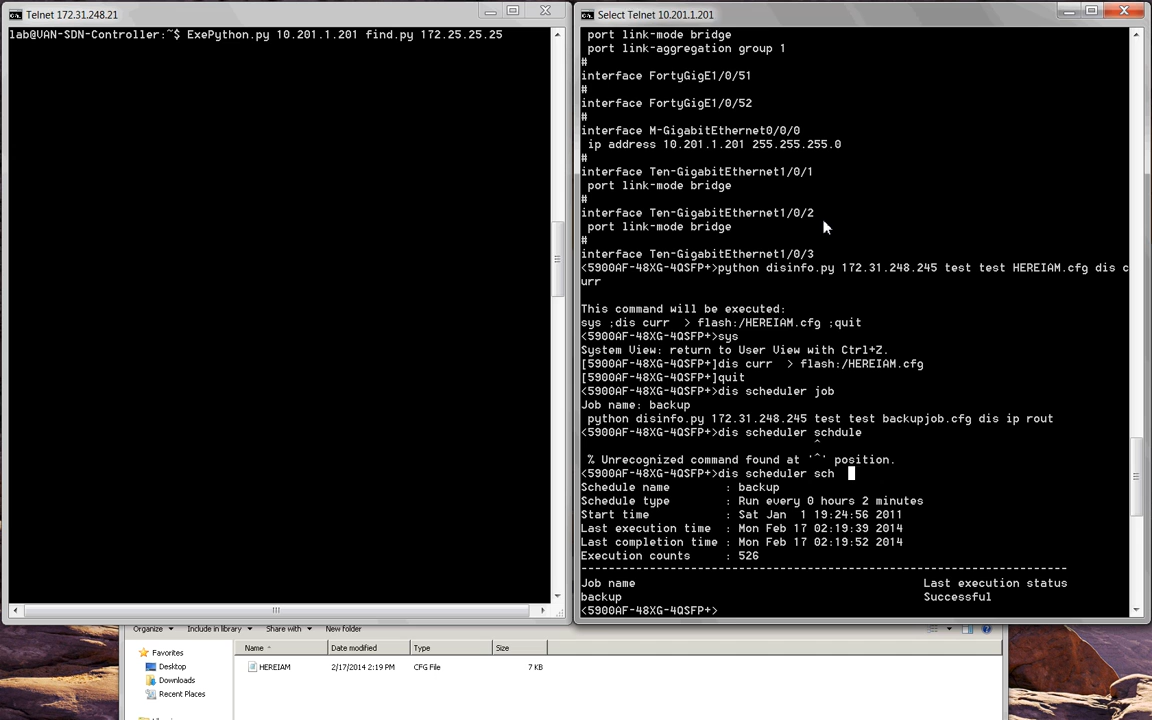 Telnet 172.31.248.21
lab@VAN-SDN-Controller:~$ ExePython.py 10.201.1.201 find.py 172.25.25.25
Select Telnet 10.201.1.201
port link-mode bridge
port link-aggregation group 1
#
interface FortyGigE1/0/51
#
interface FortyGigE1/0/52
#
interface M-GigabitEthernet0/0/0
ip address 10.201.1.201 255.255.255.0
#
interface Ten-GigabitEthernet1/0/1
port link-mode bridge
#
interface Ten-GigabitEthernet1/0/2
port link-mode bridge
#
interface Ten-GigabitEthernet1/0/3
<5900AF-48XG-4QSFP+>python disinfo.py 172.31.248.245 test test HEREIAM.cfg dis c
urr
This command will be executed:
sys ;dis curr  > flash:/HEREIAM.cfg ;quit
<5900AF-48XG-4QSFP+>sys
System View: return to User View with Ctrl+Z.
[5900AF-48XG-4QSFP+]dis curr  > flash:/HEREIAM.cfg
[5900AF-48XG-4QSFP+]quit
<5900AF-48XG-4QSFP+>dis scheduler job
Job name: backup
python disinfo.py 172.31.248.245 test test backupjob.cfg dis ip rout
<5900AF-48XG-4QSFP+>dis scheduler schdule
^
% Unrecognized command found at '^' position.
<5900AF-48XG-4QSFP+>dis scheduler sch
Schedule name        : backup
Schedule type        : Run every 0 hours 2 minutes
Start time           : Sat Jan  1 19:24:56 2011
Last execution time  : Mon Feb 17 02:19:39 2014
Last completion time : Mon Feb 17 02:19:52 2014
Execution counts     : 526
-----------------------------------------------------------------------
Job name                                          Last execution status
backup                                            Successful
<5900AF-48XG-4QSFP+>
Organize Include in library Share with New folder
Name Date modified Type Size
Favorites
HEREIAM 2/17/2014 2:19 PM CFG File 7 KB
Desktop
Downloads
Recent Places